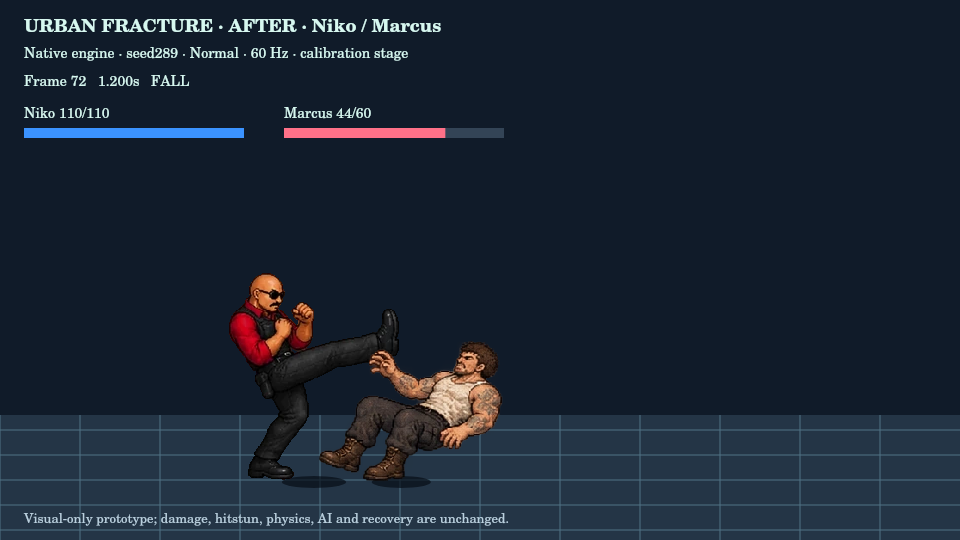 URBAN FRACTURE · AFTER · Niko / Marcus
Native engine · seed289 · Normal · 60 Hz · calibration stage
Frame 72 1.200s FALL
Niko 110/110 Marcus 44/60
Visual-only prototype; damage, hitstun, physics, AI and recovery are unchanged.